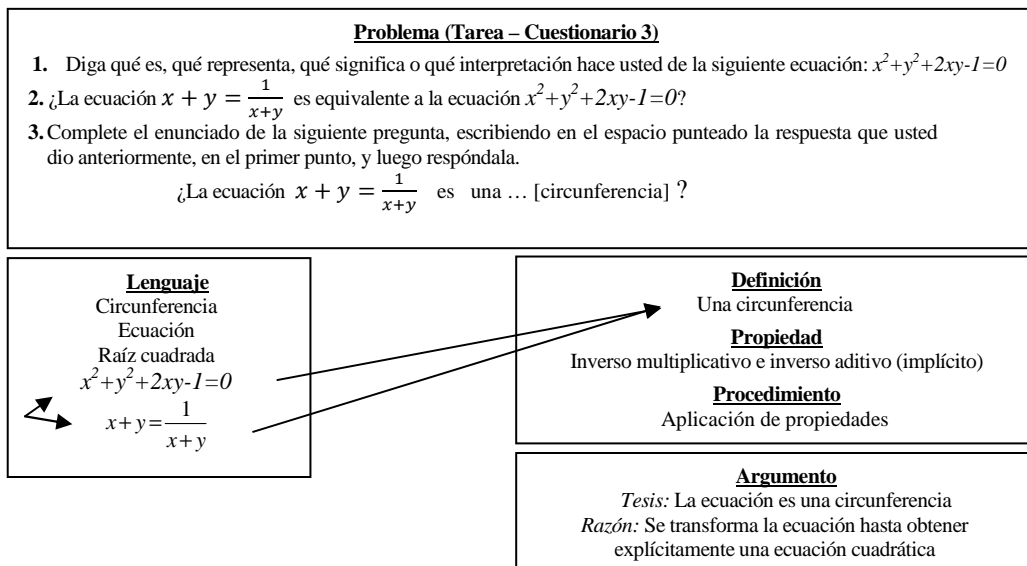 Problema (Tarea – Cuestionario 3)
1. Diga qué es, qué representa, qué significa o qué interpretación hace usted de la siguiente ecuación: x²+y²+2xy-1=0
2. ¿La ecuación x + y = 1/(x+y) es equivalente a la ecuación x²+y²+2xy-1=0?
3. Complete el enunciado de la siguiente pregunta, escribiendo en el espacio punteado la respuesta que usted
dio anteriormente, en el primer punto, y luego respóndala.
¿La ecuación x + y = 1/(x+y) es una … [circunferencia] ?
Lenguaje
Circunferencia
Ecuación
Raíz cuadrada
x²+y²+2xy-1=0
x+y=1/(x+y)
Definición
Una circunferencia
Propiedad
Inverso multiplicativo e inverso aditivo (implícito)
Procedimiento
Aplicación de propiedades
Argumento
Tesis: La ecuación es una circunferencia
Razón: Se transforma la ecuación hasta obtener
explícitamente una ecuación cuadrática